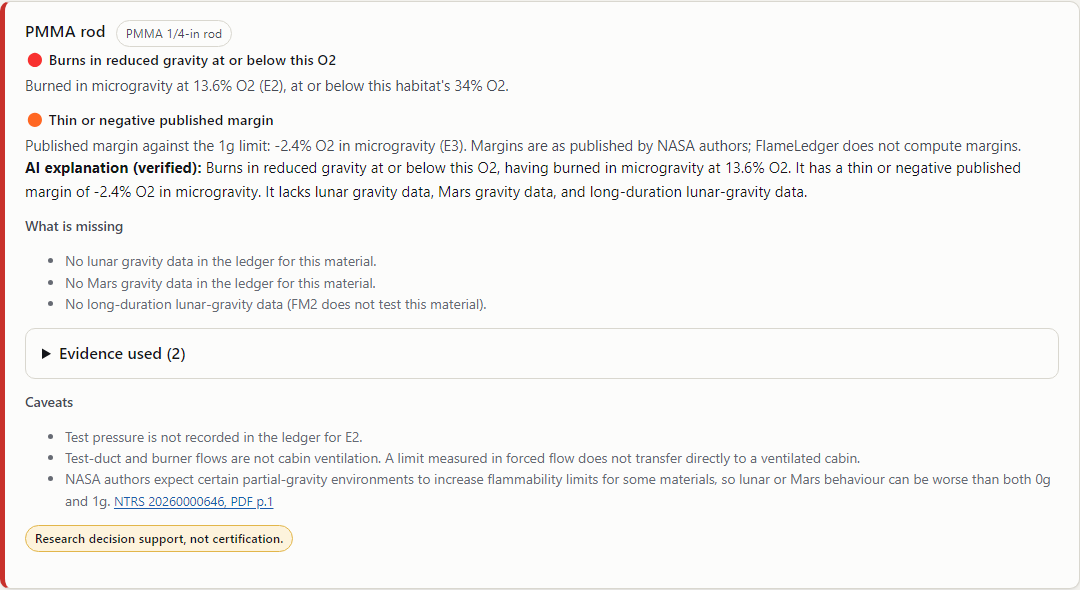 PMMA rod PMMA 1/4-in rod
Burns in reduced gravity at or below this O2
Burned in microgravity at 13.6% O2 (E2), at or below this habitat's 34% O2.
Thin or negative published margin
Published margin against the 1g limit: -2.4% O2 in microgravity (E3). Margins are as published by NASA authors; FlameLedger does not compute margins.
AI explanation (verified): Burns in reduced gravity at or below this O2, having burned in microgravity at 13.6% O2. It has a thin or negative published
margin of -2.4% O2 in microgravity. It lacks lunar gravity data, Mars gravity data, and long-duration lunar-gravity data.
What is missing
• No lunar gravity data in the ledger for this material.
• No Mars gravity data in the ledger for this material.
• No long-duration lunar-gravity data (FM2 does not test this material).
▶ Evidence used (2)
Caveats
• Test pressure is not recorded in the ledger for E2.
• Test-duct and burner flows are not cabin ventilation. A limit measured in forced flow does not transfer directly to a ventilated cabin.
• NASA authors expect certain partial-gravity environments to increase flammability limits for some materials, so lunar or Mars behaviour can be worse than both 0g
and 1g. NTRS 20260000646, PDF p.1
Research decision support, not certification.